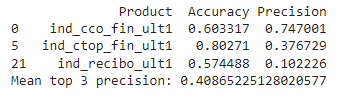 Product Accuracy Precision
0 ind_cco_fin_ult1 0.603317 0.747001
5 ind_ctop_fin_ult1 0.80271 0.376729
21 ind_recibo_ult1 0.574488 0.102226
Mean top 3 precision: 0.40865225128020577